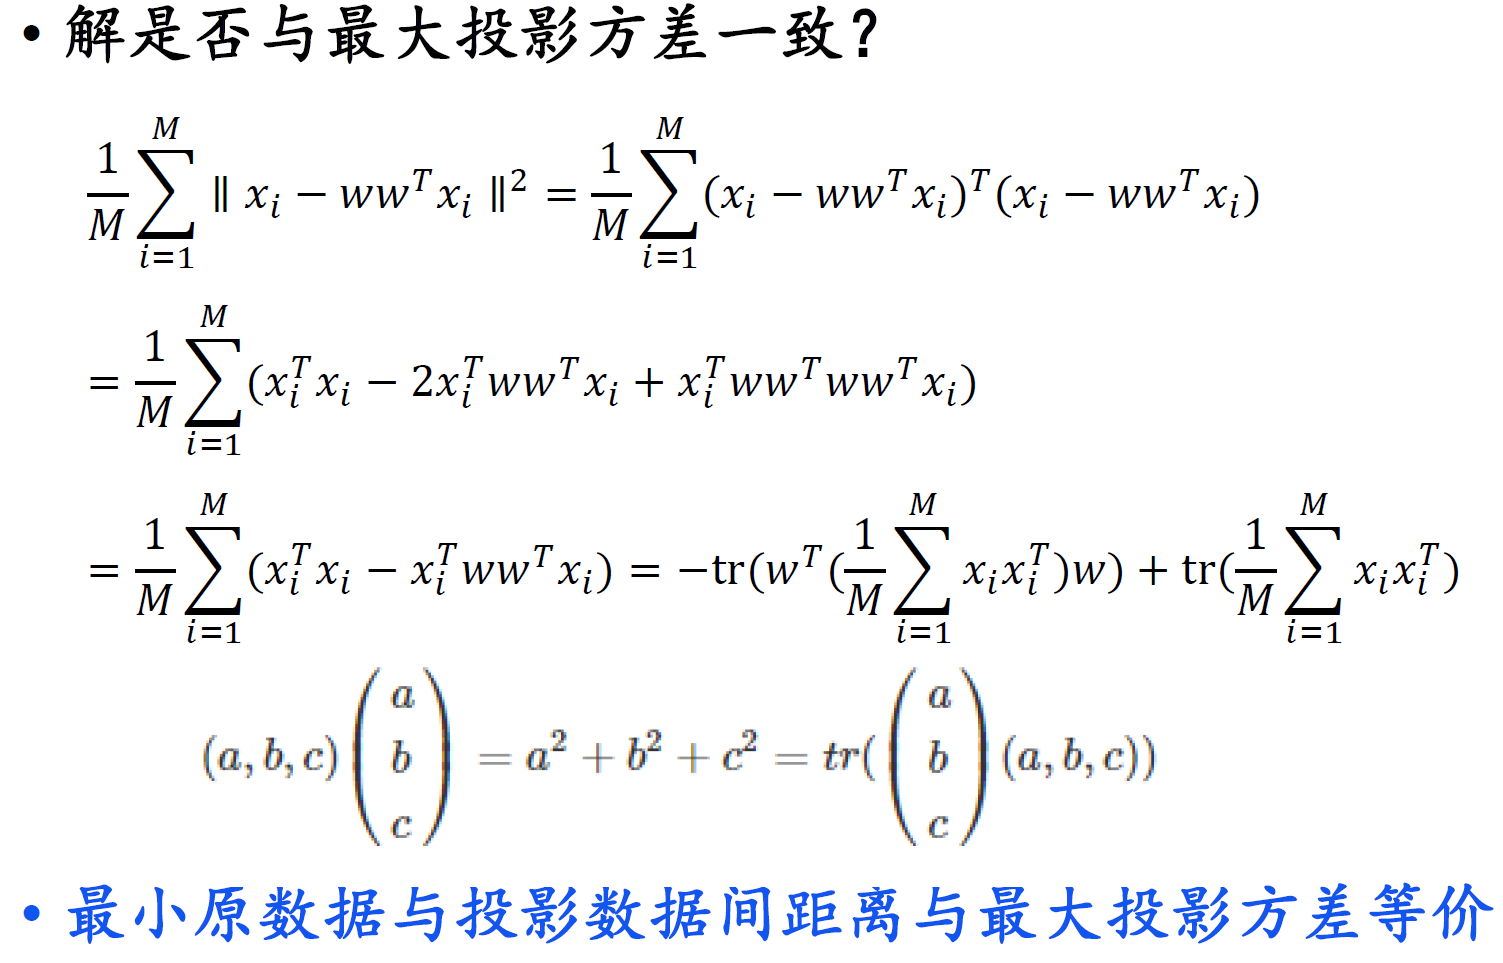 • 解是否与最大投影方差一致？
$\frac{1}{M}\sum_{i=1}^{M} \| x_i - ww^T x_i \|^2 = \frac{1}{M}\sum_{i=1}^{M} (x_i - ww^T x_i)^T (x_i - ww^T x_i)$
$= \frac{1}{M}\sum_{i=1}^{M} (x_i^T x_i - 2x_i^T ww^T x_i + x_i^T ww^T ww^T x_i)$
$= \frac{1}{M}\sum_{i=1}^{M} (x_i^T x_i - x_i^T ww^T x_i) = -\mathrm{tr}(w^T (\frac{1}{M}\sum_{i=1}^{M} x_i x_i^T) w) + \mathrm{tr}(\frac{1}{M}\sum_{i=1}^{M} x_i x_i^T)$
$(a, b, c)\begin{pmatrix} a \\ b \\ c \end{pmatrix} = a^2 + b^2 + c^2 = tr(\begin{pmatrix} a \\ b \\ c \end{pmatrix}(a, b, c))$
• 最小原数据与投影数据间距离与最大投影方差等价